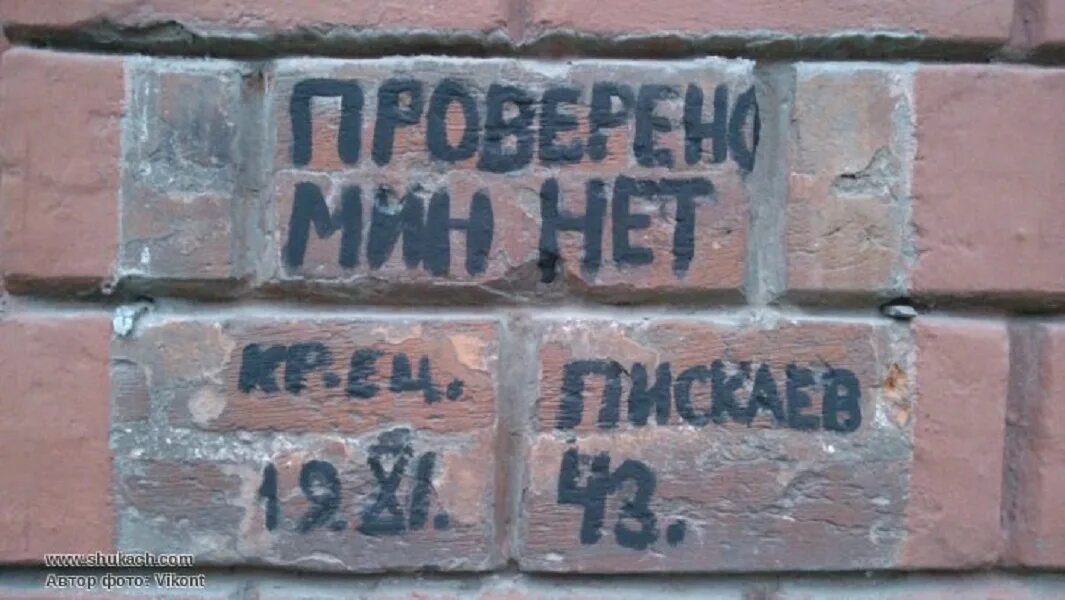 ПРОВЕРЕНО
МИН НЕТ
КР.ЕЦ. ПИСКАЕВ
19.XI. 43.
www.shukach.com
Автор фото: Vikont